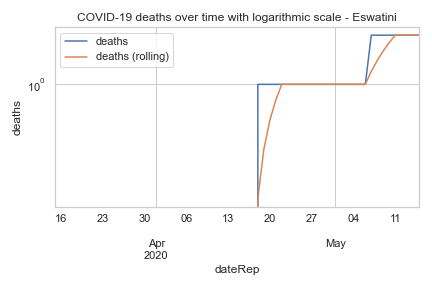 COVID-19 deaths over time with logarithmic scale - Eswatini
deaths
deaths (rolling)
deaths
10^0
16 23 30 06 13 20 27 04 11
Apr May
2020
dateRep